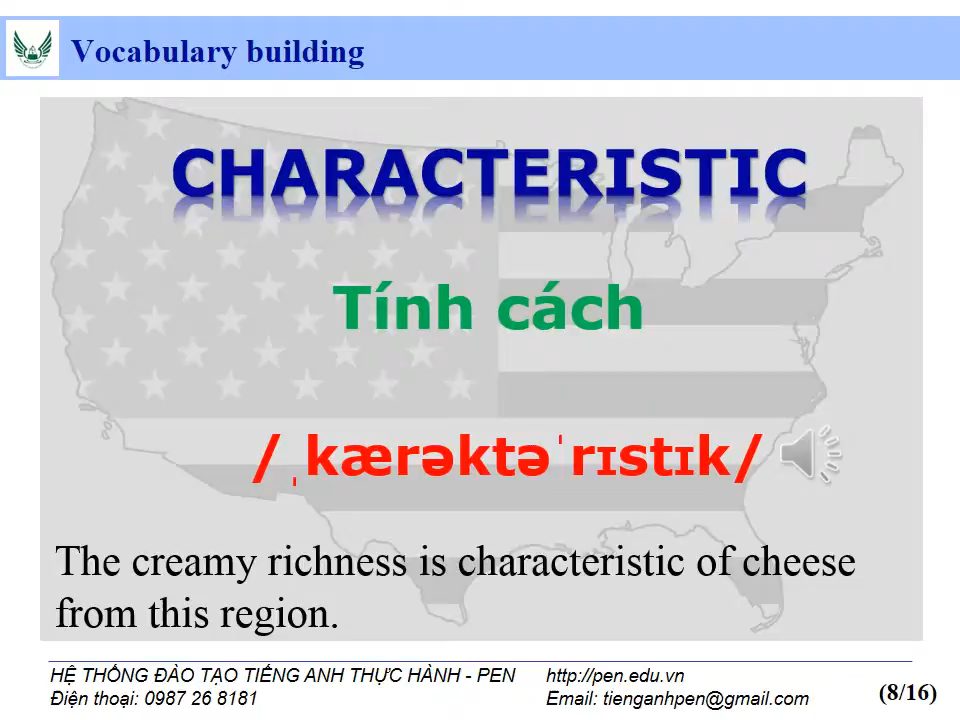 Vocabulary building
CHARACTERISTIC
Tính cách
/ˌkærəktəˈrɪstɪk/
The creamy richness is characteristic of cheese
from this region.
HỆ THỐNG ĐÀO TẠO TIẾNG ANH THỰC HÀNH - PEN
Điện thoại: 0987 26 8181
http://pen.edu.vn
Email: tienganhpen@gmail.com
(8/16)